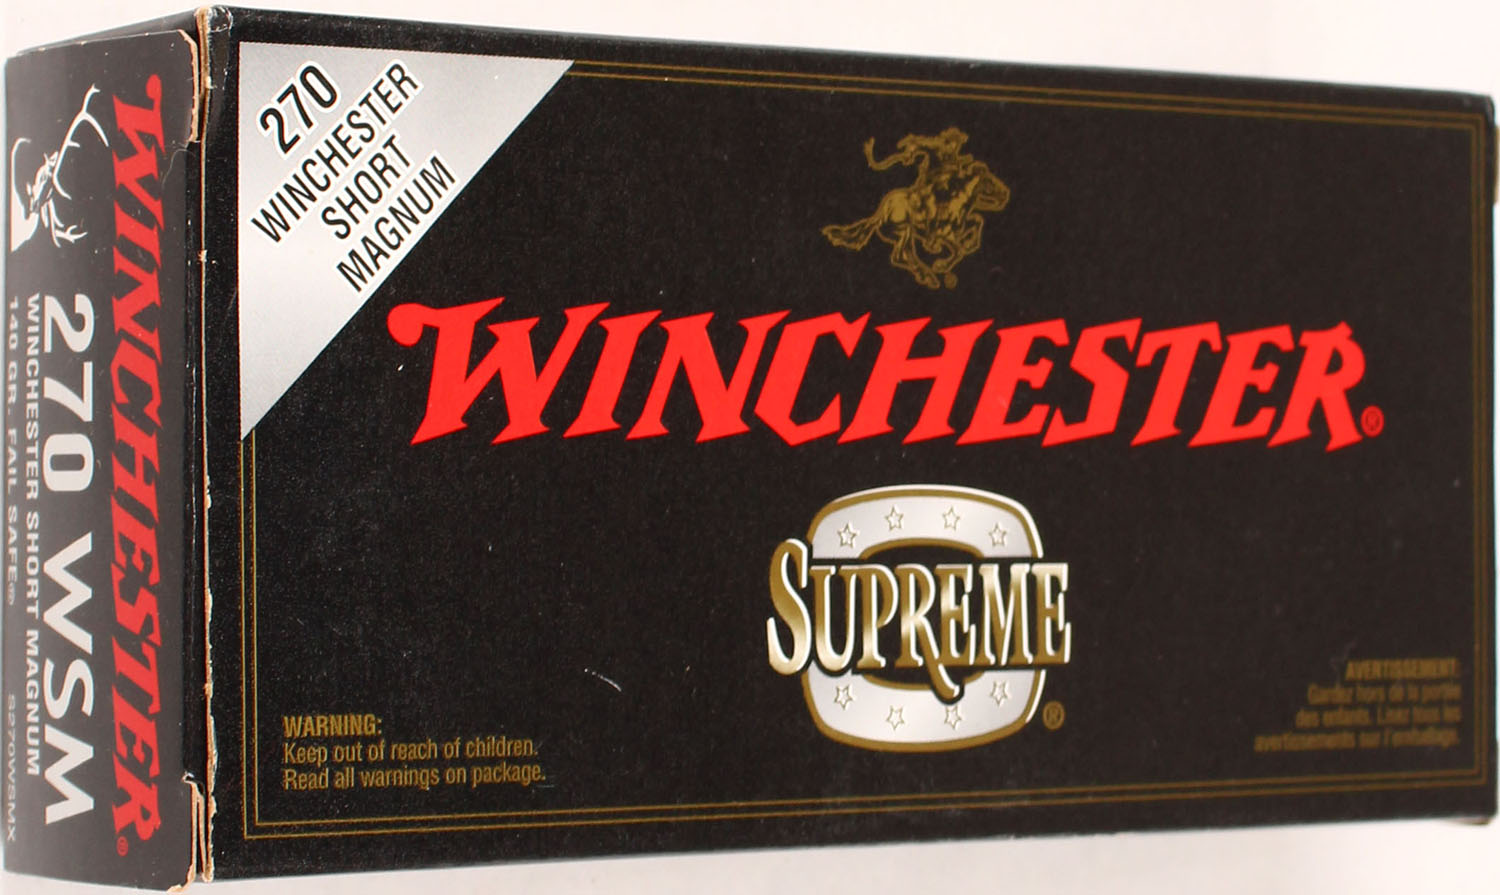 WINCHESTER®
270 WSM
WINCHESTER SHORT MAGNUM
140 GR. FAIL SAFE® S270WSMX
270
WINCHESTER
SHORT
MAGNUM
WINCHESTER®
SUPREME®
WARNING:
Keep out of reach of children.
Read all warnings on package.
AVERTISSEMENT:
Gardez hors de la portée
des enfants. Lisez tous les
avertissements sur l'emballage.